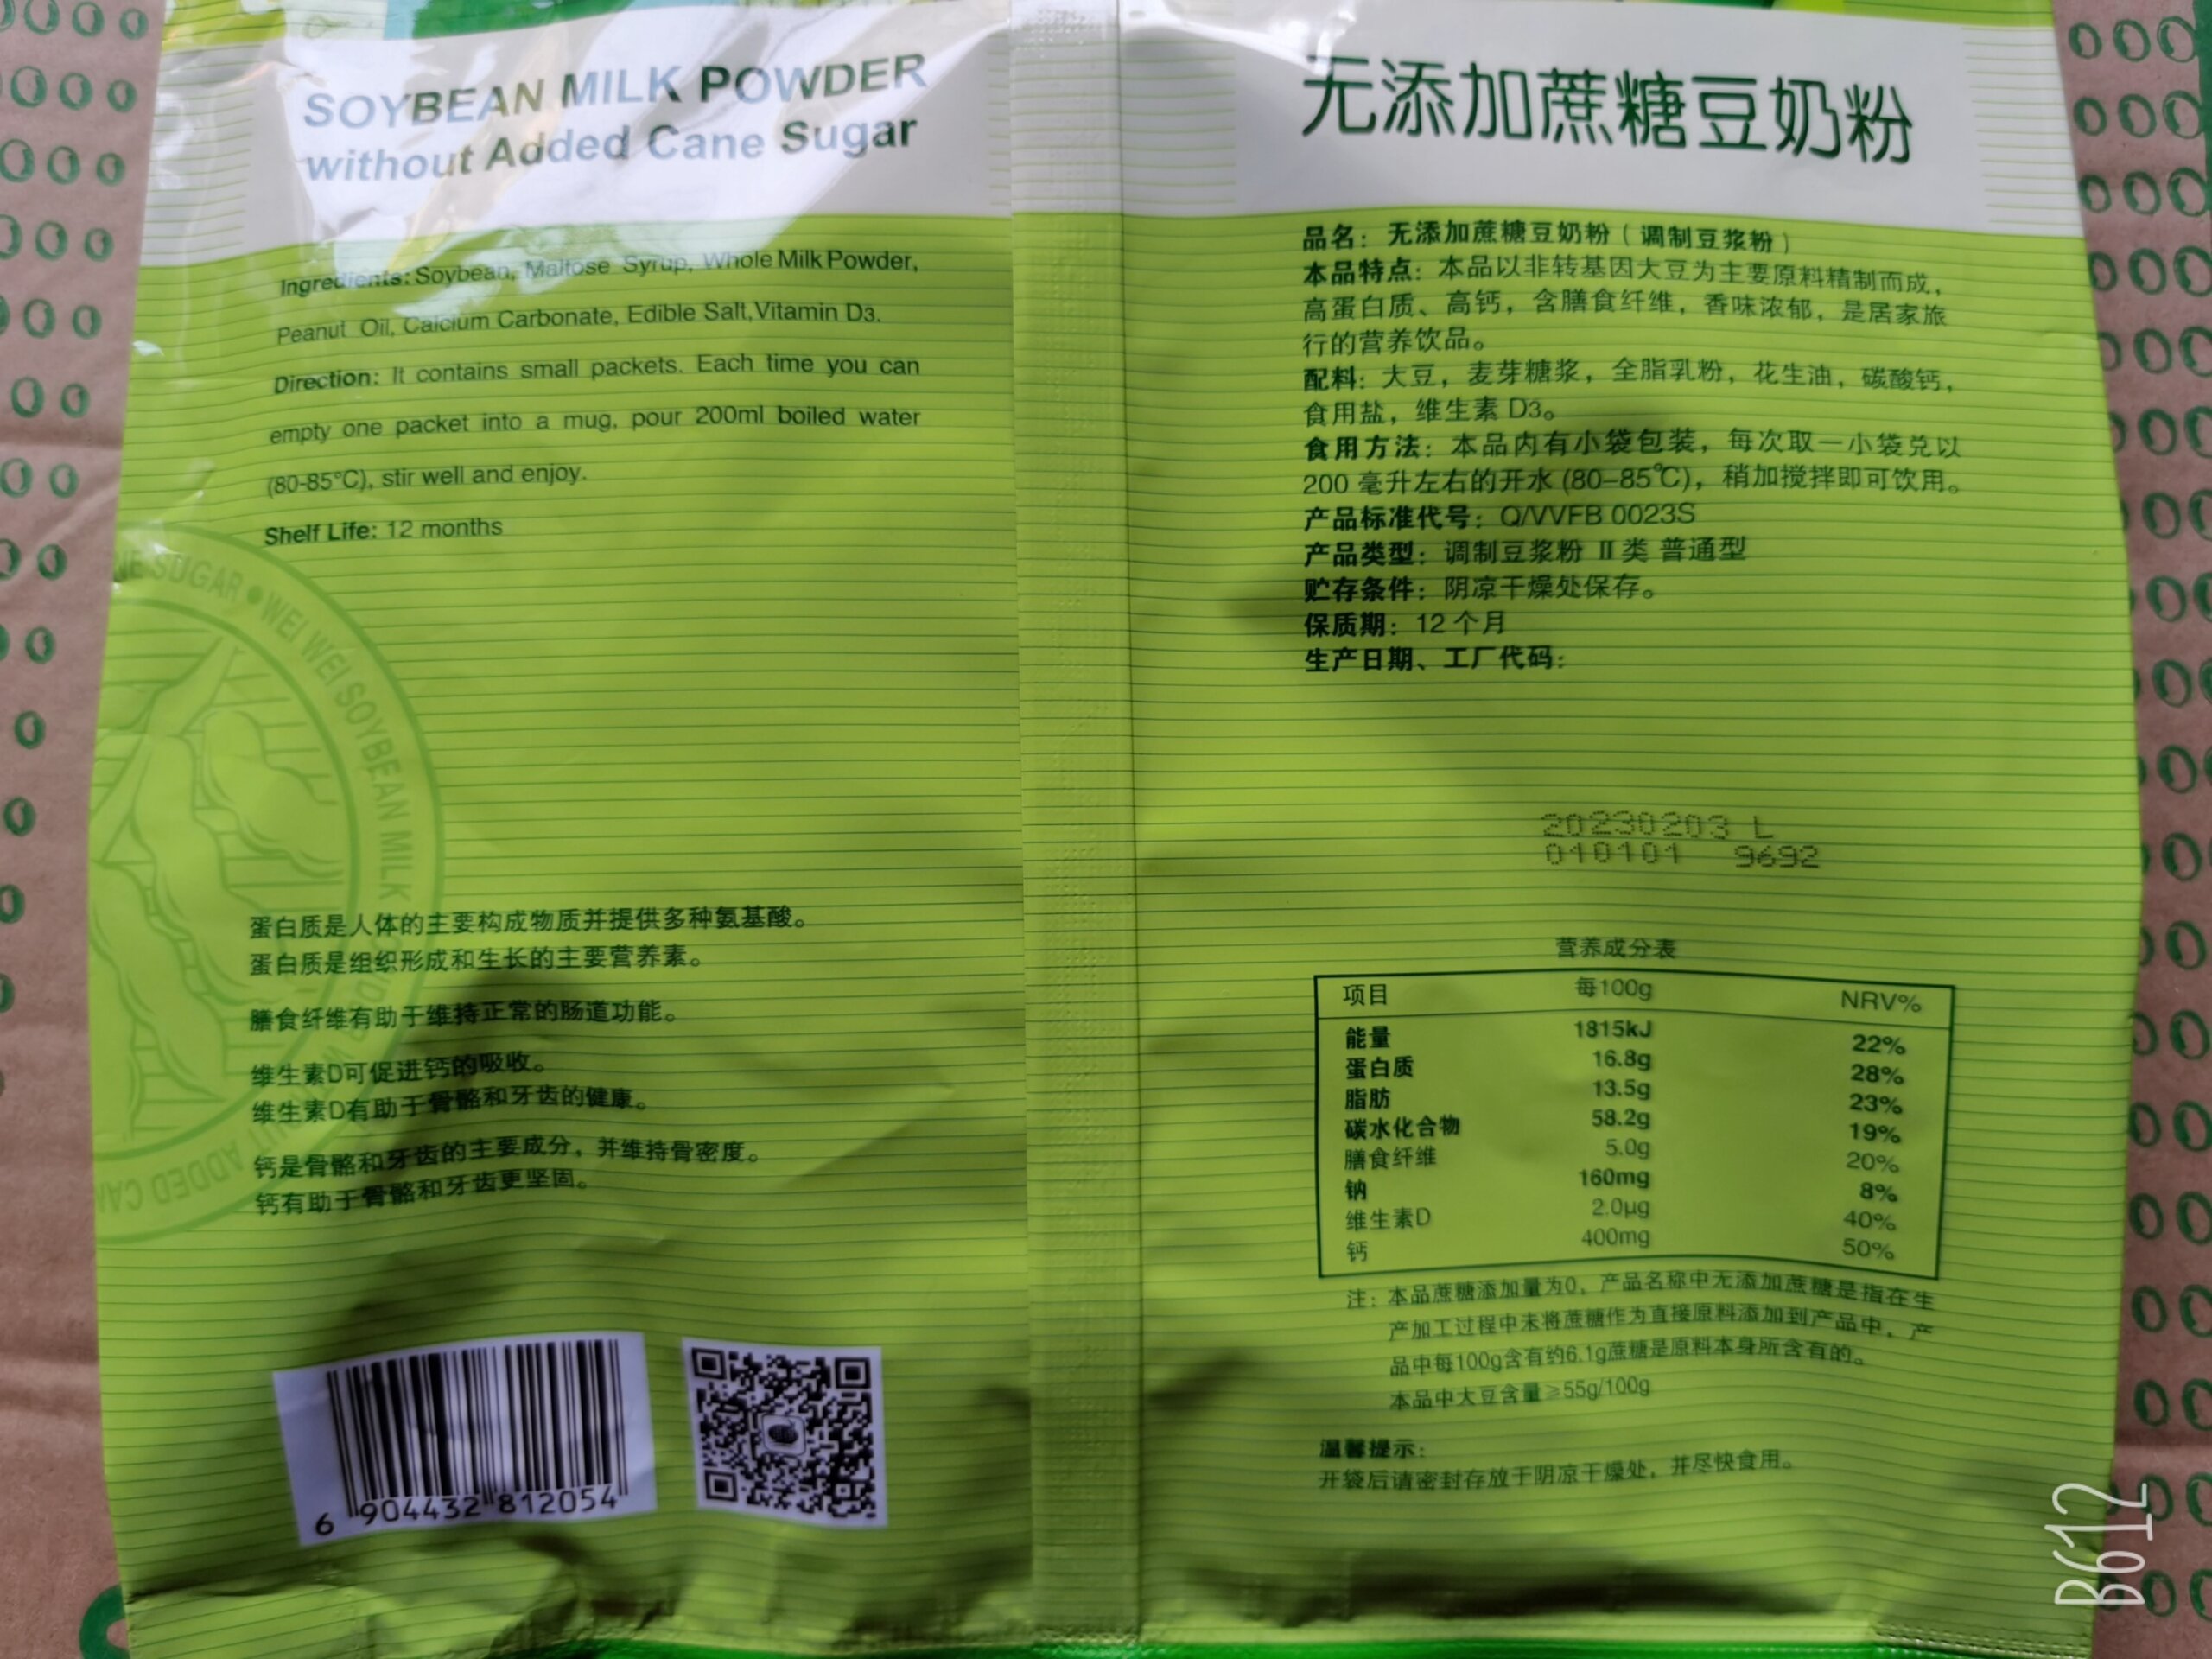 SOYBEAN MILK POWDER
without Added Cane Sugar
Ingredients: Soybean, Maltose Syrup, Whole Milk Powder,
Peanut Oil, Calcium Carbonate, Edible Salt,Vitamin D3.
Direction: It contains small packets. Each time you can
empty one packet into a mug, pour 200ml boiled water
(80-85°C), stir well and enjoy.
Shelf Life: 12 months
NE SUGAR ● WEI WEI SOYBEAN MILK
ADDED CAN
蛋白质是人体的主要构成物质并提供多种氨基酸。
蛋白质是组织形成和生长的主要营养素。
膳食纤维有助于维持正常的肠道功能。
维生素D可促进钙的吸收。
维生素D有助于骨骼和牙齿的健康。
钙是骨骼和牙齿的主要成分，并维持骨密度。
钙有助于骨骼和牙齿更坚固。
6 904432 812054
无添加蔗糖豆奶粉
品名：无添加蔗糖豆奶粉（调制豆浆粉）
本品特点：本品以非转基因大豆为主要原料精制而成，
高蛋白质、高钙，含膳食纤维，香味浓郁，是居家旅
行的营养饮品。
配料：大豆，麦芽糖浆，全脂乳粉，花生油，碳酸钙，
食用盐，维生素 D3。
食用方法：本品内有小袋包装，每次取一小袋兑以
200 毫升左右的开水 (80–85℃)，稍加搅拌即可饮用。
产品标准代号：Q/VVFB 0023S
产品类型：调制豆浆粉 Ⅱ类 普通型
贮存条件：阴凉干燥处保存。
保质期：12 个月
生产日期、工厂代码：
20230203 L
010101 9692
营养成分表
项目 每100g NRV%
能量 1815kJ 22%
蛋白质 16.8g 28%
脂肪 13.5g 23%
碳水化合物 58.2g 19%
膳食纤维 5.0g 20%
钠 160mg 8%
维生素D 2.0μg 40%
钙 400mg 50%
注：本品蔗糖添加量为0，产品名称中无添加蔗糖是指在生
产加工过程中未将蔗糖作为直接原料添加到产品中，产
品中每100g含有约6.1g蔗糖是原料本身所含有的。
本品中大豆含量≥55g/100g
温馨提示：
开袋后请密封存放于阴凉干燥处，并尽快食用。
B612